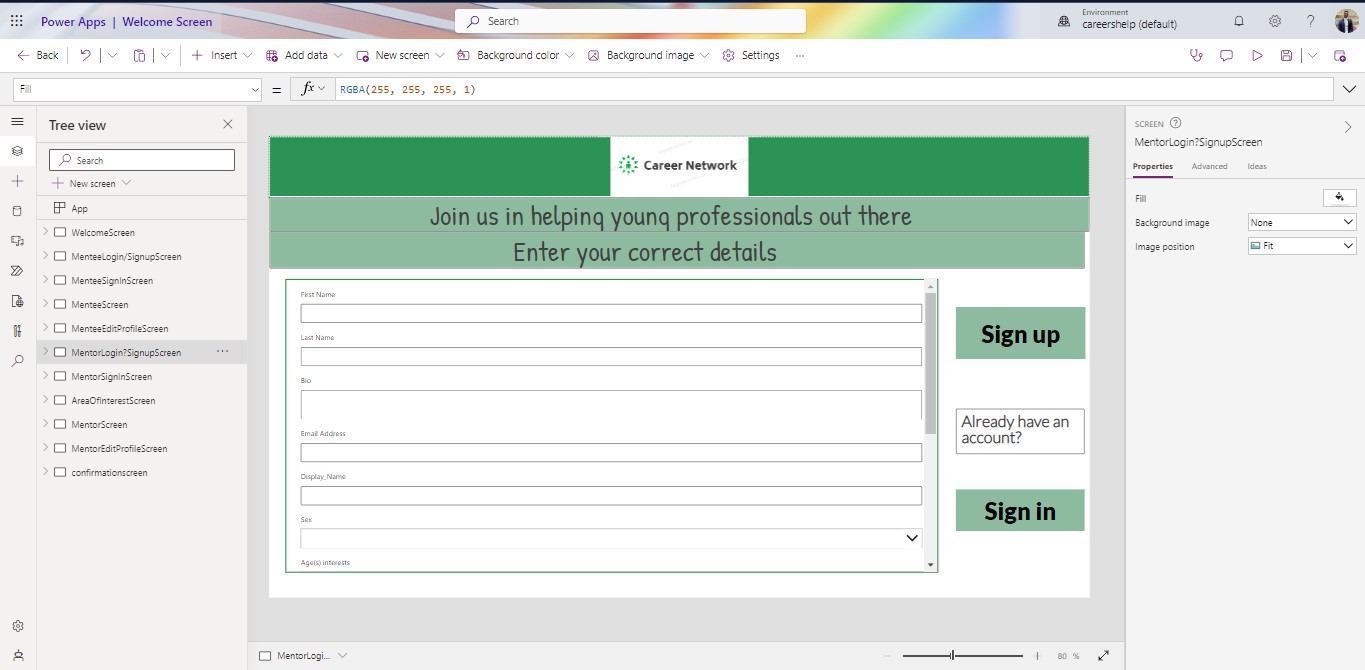 Power Apps | Welcome Screen
Search
Environment
careershelp (default)
Back
Insert
Add data
New screen
Background color
Background image
Settings
Fill
= fx
RGBA(255, 255, 255, 1)
Tree view
Search
New screen
App
WelcomeScreen
MenteeLogin/SignupScreen
MenteeSignInScreen
MenteeScreen
MenteeEditProfileScreen
MentorLogin?SignupScreen
MentorSignInScreen
AreaOfInterestScreen
MentorScreen
MentorEditProfileScreen
confirmationscreen
Career Network
Join us in helping young professionals out there
Enter your correct details
First Name
Last Name
Bio
Email Address
Display_Name
Sex
Age(s) interests
Sign up
Already have an
account?
Sign in
MentorLogi...
80 %
SCREEN
MentorLogin?SignupScreen
Properties
Advanced
Ideas
Fill
Background image
None
Image position
Fit